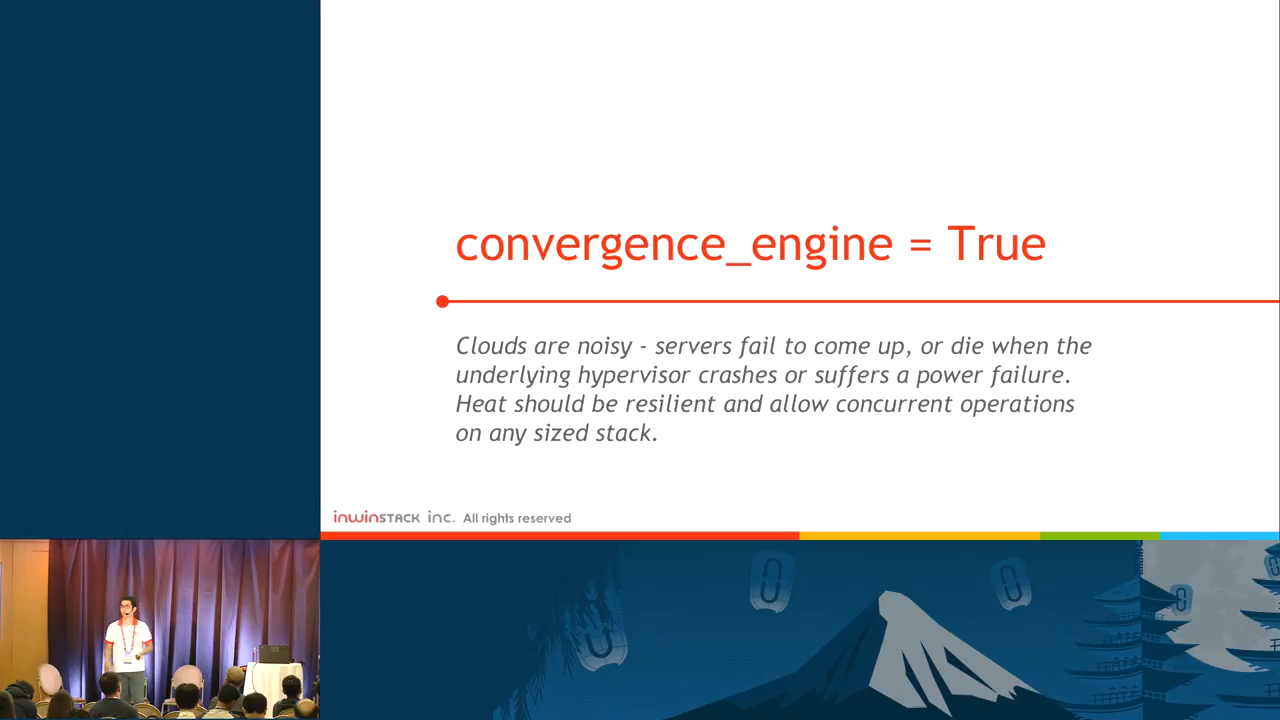 convergence_engine = True
Clouds are noisy - servers fail to come up, or die when the
underlying hypervisor crashes or suffers a power failure.
Heat should be resilient and allow concurrent operations
on any sized stack.
inwinSTACK inc. All rights reserved